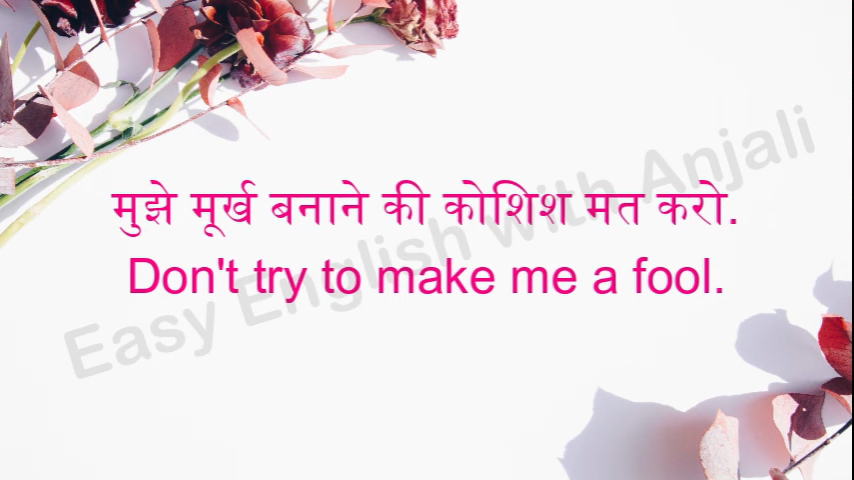 मुझे मूर्ख बनाने की कोशिश मत करो.
Don't try to make me a fool.
Easy English with Anjali